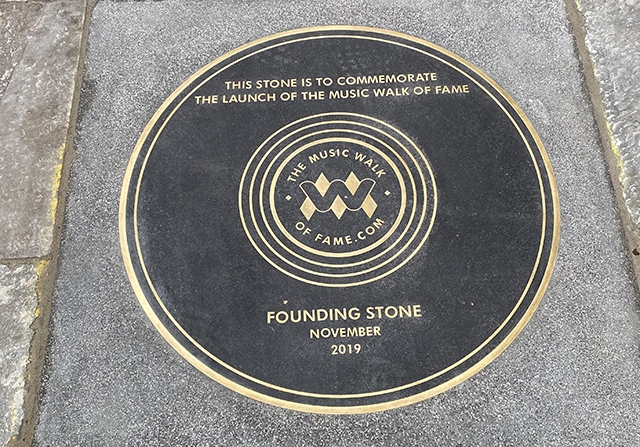 THIS STONE IS TO COMMEMORATE
THE LAUNCH OF THE MUSIC WALK OF FAME
THE MUSIC WALK
OF FAME.COM
FOUNDING STONE
NOVEMBER
2019